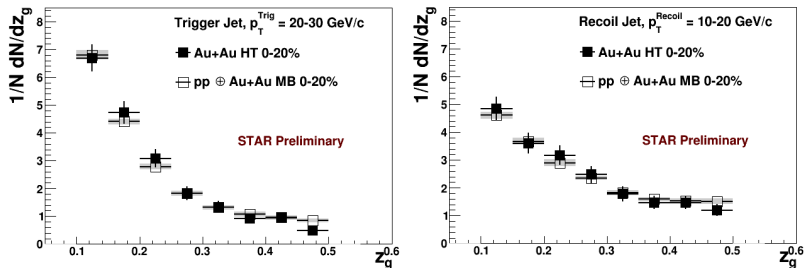 1/N dN/dz_g
8
7
6
5
4
3
2
1
0
Trigger Jet, p_T^Trig = 20-30 GeV/c
Au+Au HT 0-20%
pp ⊕ Au+Au MB 0-20%
STAR Preliminary
0.1 0.2 0.3 0.4 0.5 0.6
z_g
1/N dN/dz_g
8
7
6
5
4
3
2
1
0
Recoil Jet, p_T^Recoil = 10-20 GeV/c
Au+Au HT 0-20%
pp ⊕ Au+Au MB 0-20%
STAR Preliminary
0.1 0.2 0.3 0.4 0.5 0.6
z_g